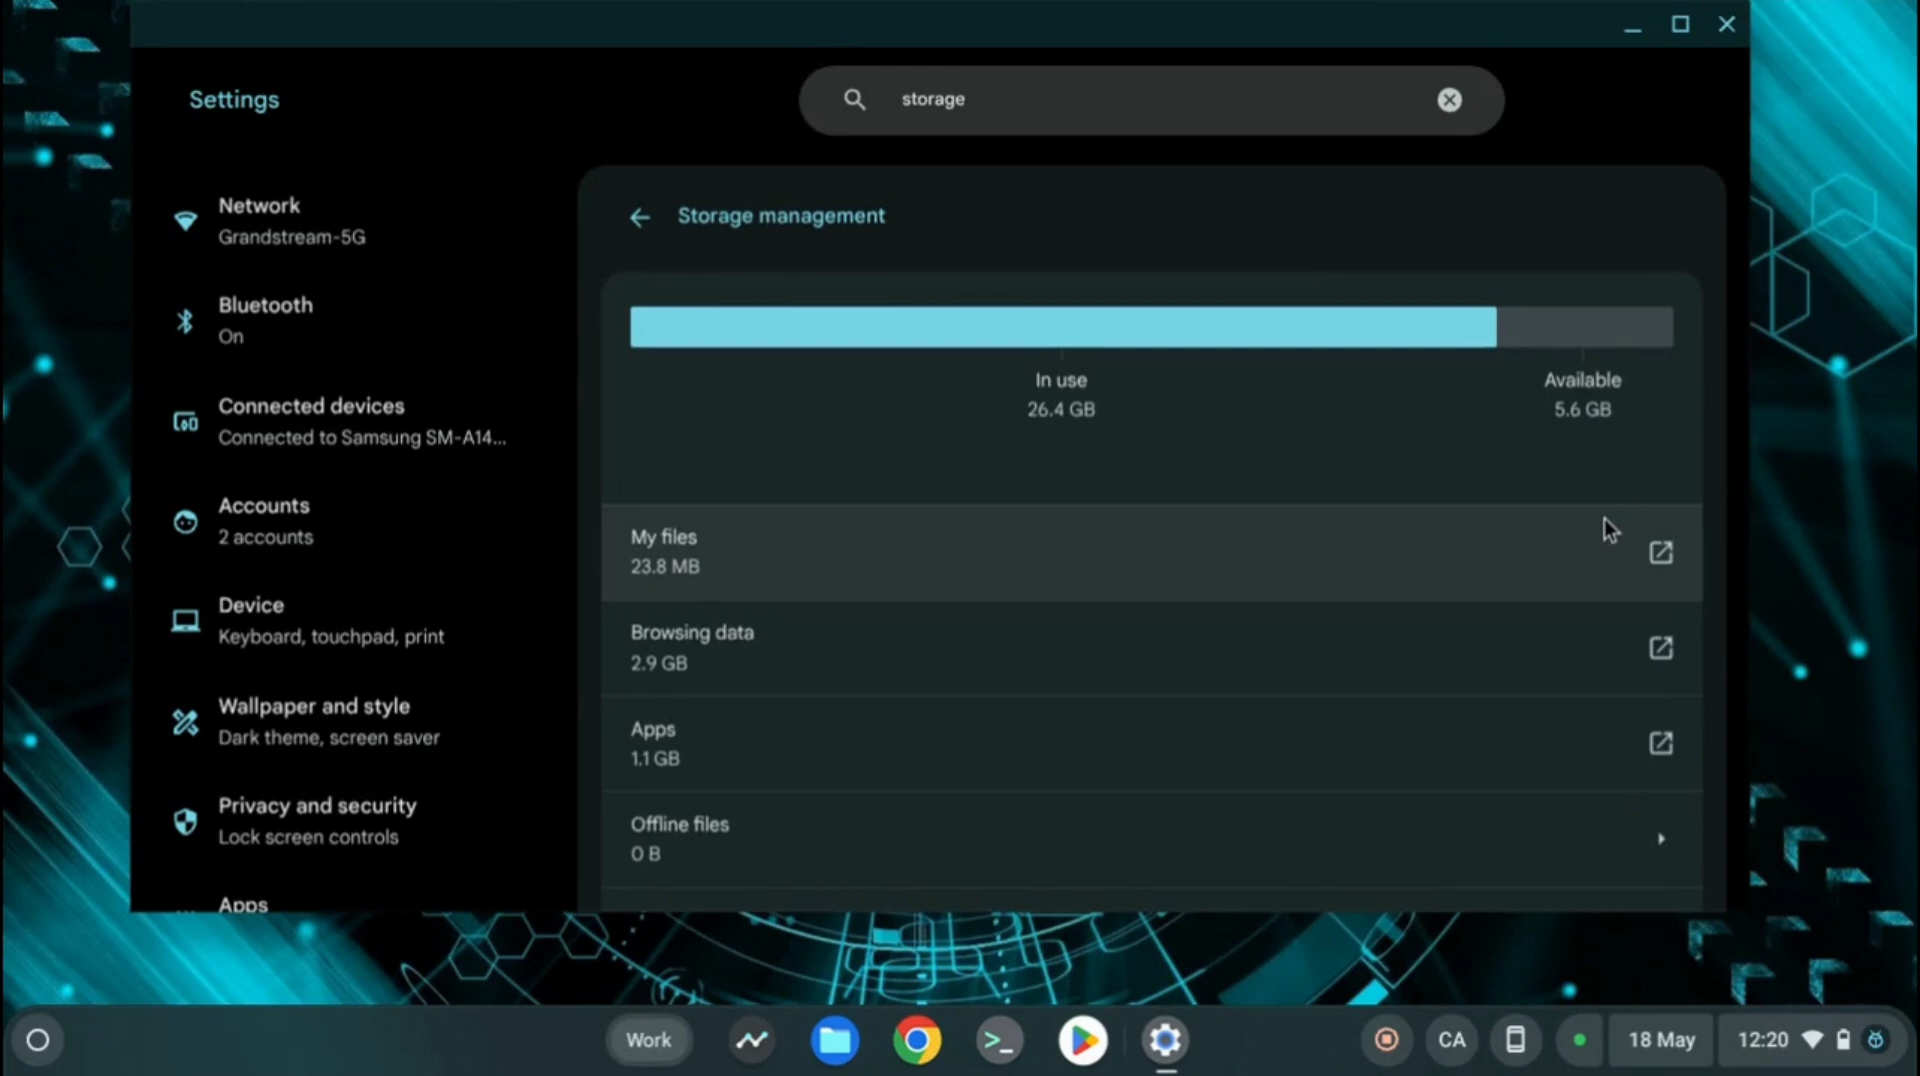 Settings
storage
Network
Grandstream-5G
Bluetooth
On
Connected devices
Connected to Samsung SM-A14...
Accounts
2 accounts
Device
Keyboard, touchpad, print
Wallpaper and style
Dark theme, screen saver
Privacy and security
Lock screen controls
Apps
Storage management
In use
26.4 GB
Available
5.6 GB
My files
23.8 MB
Browsing data
2.9 GB
Apps
1.1 GB
Offline files
0 B
Work
CA
18 May
12:20